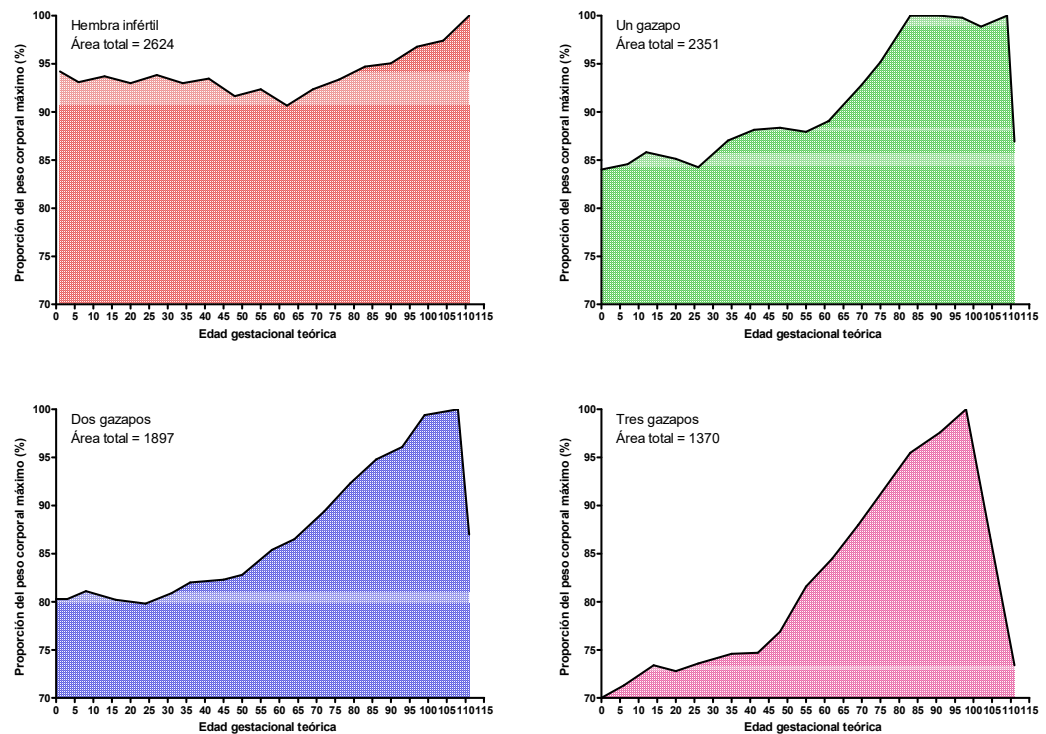 Hembra infértil
Área total = 2624
Proporción del peso corporal máximo (%)
100
95
90
85
80
75
70
0 5 10 15 20 25 30 35 40 45 50 55 60 65 70 75 80 85 90 95 100 105 110 115
Edad gestacional teórica
Un gazapo
Área total = 2351
Proporción del peso corporal máximo (%)
100
95
90
85
80
75
70
0 5 10 15 20 25 30 35 40 45 50 55 60 65 70 75 80 85 90 95 100 105 110 115
Edad gestacional teórica
Dos gazapos
Área total = 1897
Proporción del peso corporal máximo (%)
100
95
90
85
80
75
70
0 5 10 15 20 25 30 35 40 45 50 55 60 65 70 75 80 85 90 95 100 105 110 115
Edad gestacional teórica
Tres gazapos
Área total = 1370
Proporción del peso corporal máximo (%)
100
95
90
85
80
75
70
0 5 10 15 20 25 30 35 40 45 50 55 60 65 70 75 80 85 90 95 100 105 110 115
Edad gestacional teórica